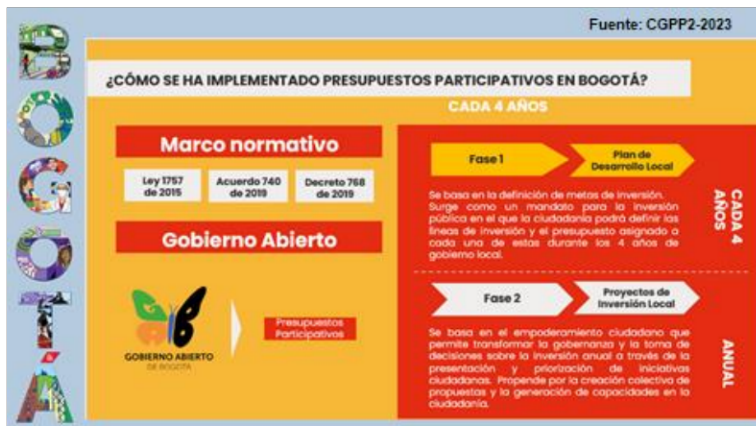 Fuente: CGPP2-2023
BOGOTÁ
¿CÓMO SE HA IMPLEMENTADO PRESUPUESTOS PARTICIPATIVOS EN BOGOTÁ?
CADA 4 AÑOS
Marco normativo
Ley 1757
de 2015
Acuerdo 740
de 2019
Decreto 768
de 2019
Gobierno Abierto
GAB
GOBIERNO ABIERTO
DE BOGOTÁ
Presupuestos
Participativos
Fase 1
Plan de
Desarrollo Local
Se basa en la definición de metas de inversión.
Surge como un mandato para la inversión
pública en el que la ciudadanía podrá definir las
líneas de inversión y el presupuesto asignado a
cada una de estas durante los 4 años de
gobierno local.
CADA 4
AÑOS
Fase 2
Proyectos de
Inversión Local
Se basa en el empoderamiento ciudadano que
permite transformar la gobernanza y la toma de
decisiones sobre la inversión anual a través de la
presentación y priorización de iniciativas
ciudadanas. Propende por la creación colectiva de
propuestas y la generación de capacidades en la
ciudadanía.
ANUAL